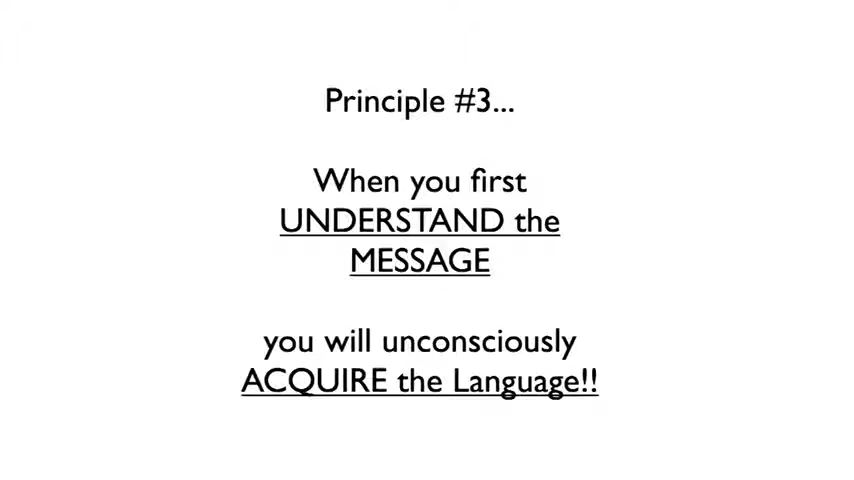 Principle #3...
When you first
UNDERSTAND the
MESSAGE
you will unconsciously
ACQUIRE the Language!!